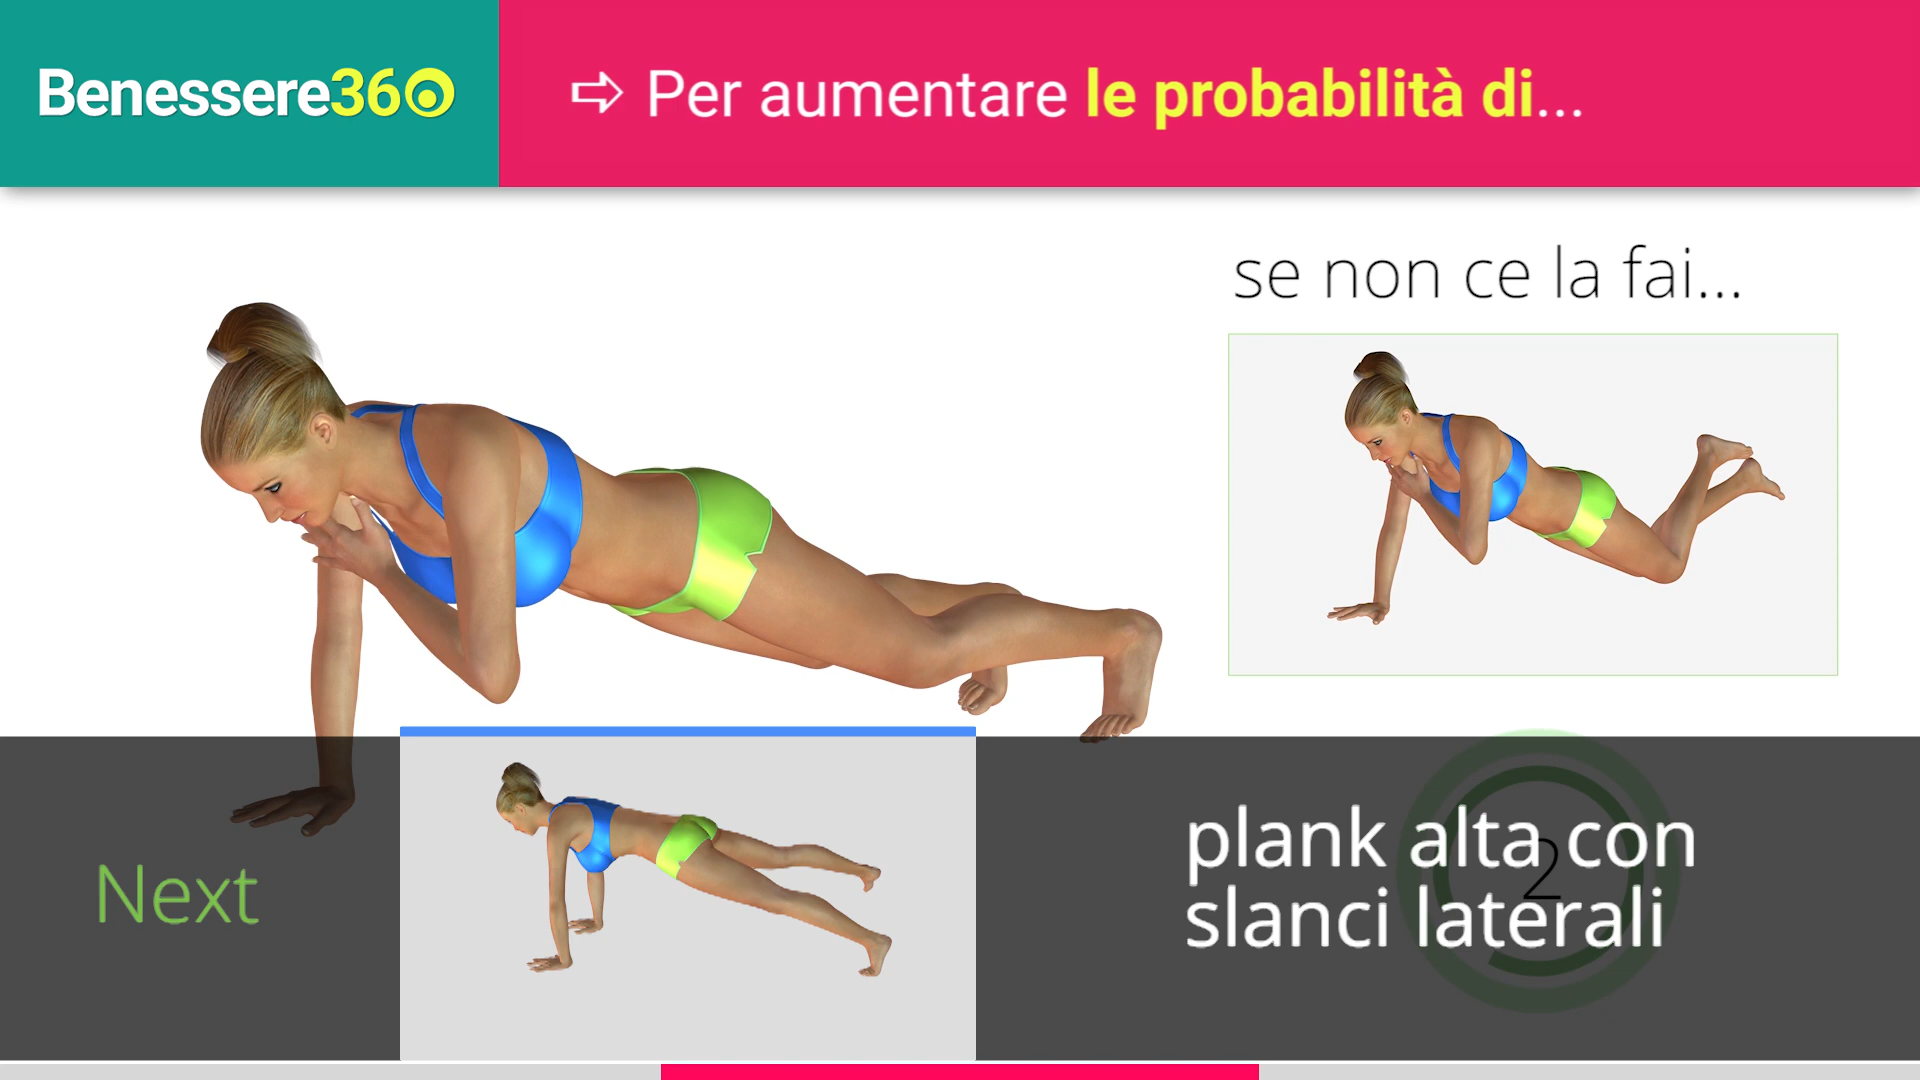 Benessere360
⇨ Per aumentare le probabilità di...
se non ce la fai...
Next
plank alta con
slanci laterali
2